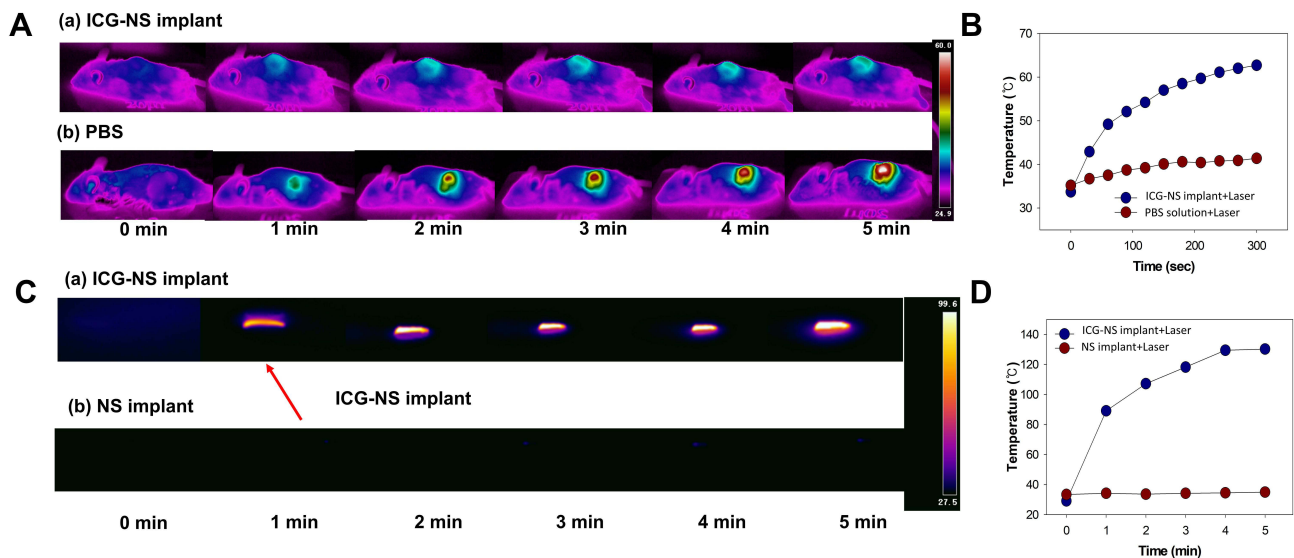 A
(a) ICG-NS implant
60.0
(b) PBS
24.9
0 min 1 min 2 min 3 min 4 min 5 min
B
70
60
50
40
30
Temperature (℃)
ICG-NS implant+Laser
PBS solution+Laser
0 100 200 300
Time (sec)
C
(a) ICG-NS implant
99.6
ICG-NS implant
(b) NS implant
27.5
0 min 1 min 2 min 3 min 4 min 5 min
D
ICG-NS implant+Laser
NS implant+Laser
140
120
100
80
60
40
20
Temperature (℃)
0 1 2 3 4 5
Time (min)